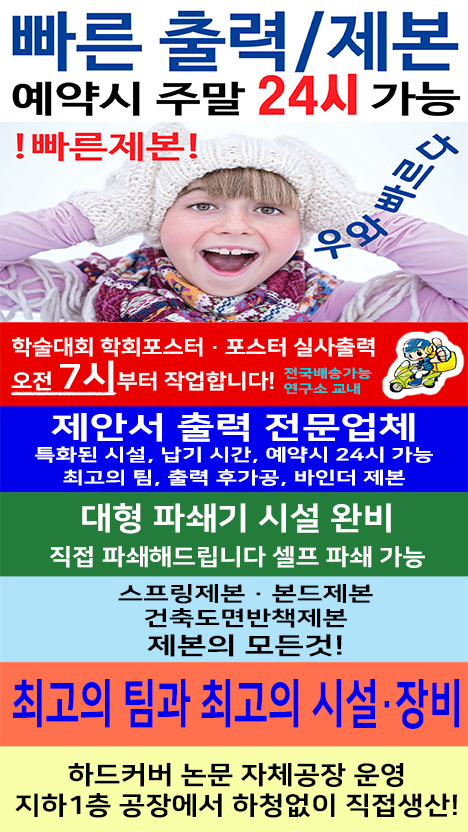 빠른 출력/제본
예약시 주말 24시 가능
!빠른제본!
우와 빠르다
학술대회 학회포스터 · 포스터 실사출력
오전 7시부터 작업합니다! 전국배송가능
연구소 교내
제안서 출력 전문업체
특화된 시설, 납기 시간, 예약시 24시 가능
최고의 팀, 출력 후가공, 바인더 제본
대형 파쇄기 시설 완비
직접 파쇄해드립니다 셀프 파쇄 가능
스프링제본 · 본드제본
건축도면반책제본
제본의 모든것!
최고의 팀과 최고의 시설·장비
하드커버 논문 자체공장 운영
지하1층 공장에서 하청없이 직접생산!